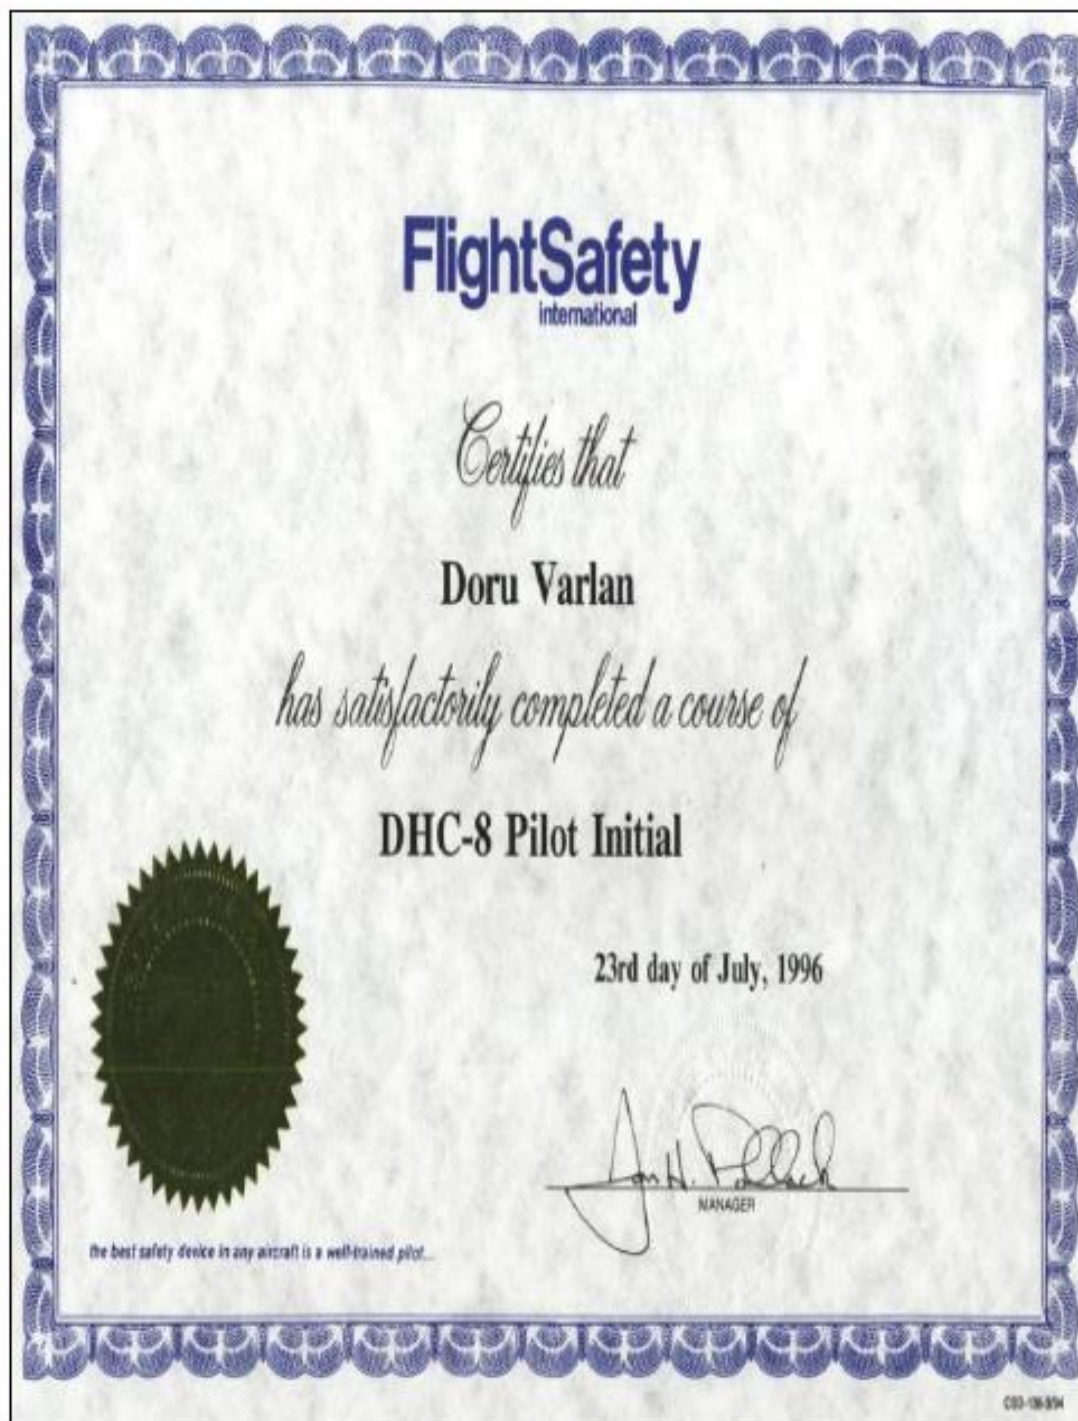 FlightSafety
international
Certifies that
Doru Varlan
has satisfactorily completed a course of
DHC-8 Pilot Initial
23rd day of July, 1996
MANAGER
the best safety device in any aircraft is a well-trained pilot...